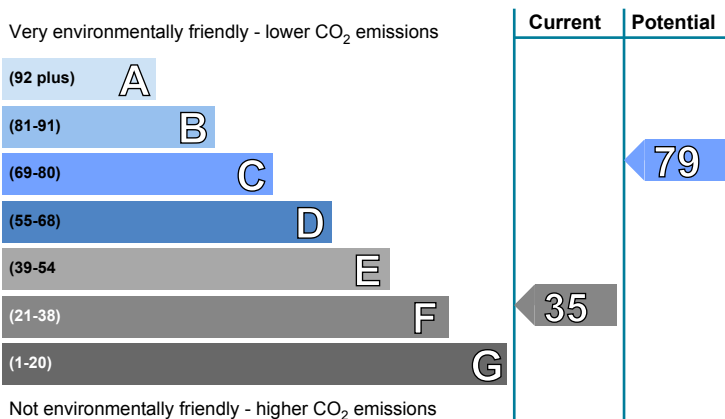 Very environmentally friendly - lower CO2 emissions
Current
Potential
(92 plus) A
(81-91) B
(69-80) C
79
(55-68) D
(39-54 E
(21-38) F
35
(1-20) G
Not environmentally friendly - higher CO2 emissions